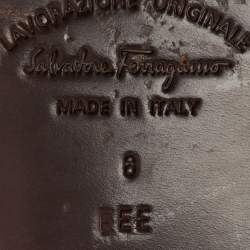 LAVORAZIONE ORIGINALE
Salvatore Ferragamo
MADE IN ITALY
8
EEE